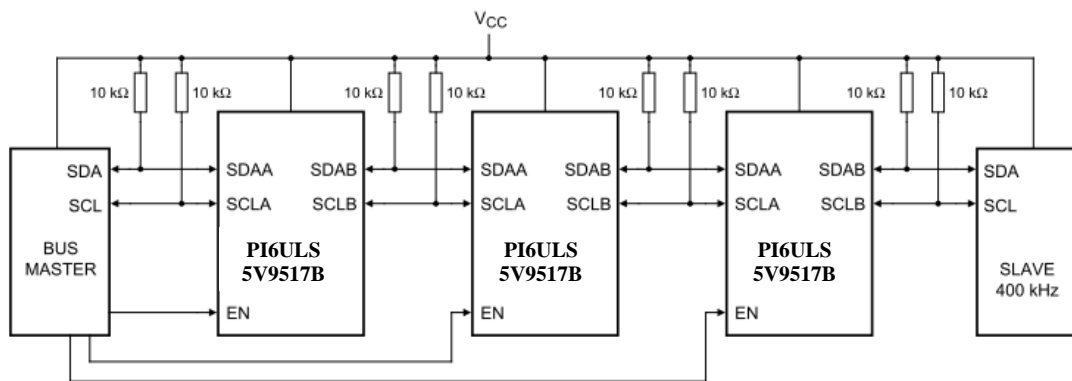 VCC
10 kΩ 10 kΩ 10 kΩ 10 kΩ 10 kΩ 10 kΩ 10 kΩ 10 kΩ
SDA SDAA SDAB SDAA SDAB SDAA SDAB SDA
SCL SCLA SCLB SCLA SCLB SCLA SCLB SCL
BUS MASTER
PI6ULS 5V9517B
PI6ULS 5V9517B
PI6ULS 5V9517B
SLAVE 400 kHz
EN EN EN